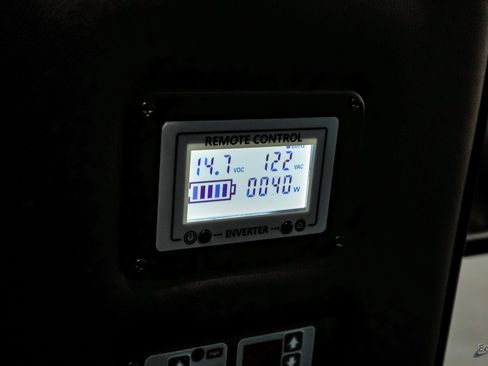 REMOTE CONTROL
14.7 VDC 122 VAC
0040 W
INVERTER